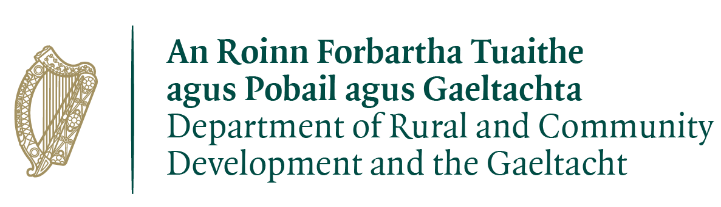 An Roinn Forbartha Tuaithe
agus Pobail agus Gaeltachta
Department of Rural and Community
Development and the Gaeltacht